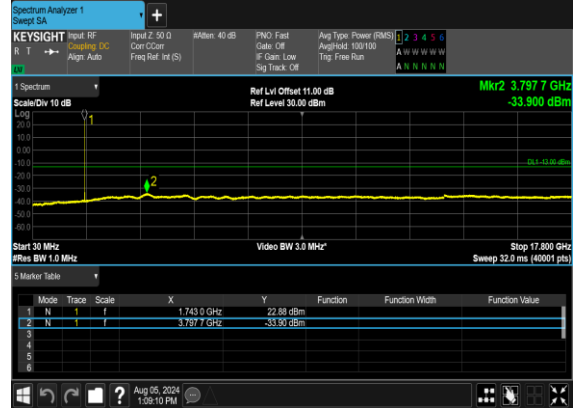 Spectrum Analyzer 1
Swept SA
+
KEYSIGHT
R T
Input: RF
Coupling: DC
Align: Auto
Input Z: 50 Ω
Corr CCorr
Freq Ref: Int (S)
#Atten: 40 dB
PNO: Fast
Gate: Off
IF Gain: Low
Sig Track: Off
Avg Type: Power (RMS)
Avg|Hold: 100/100
Trig: Free Run
1 2 3 4 5 6
A W W W W W
A N N N N N
1 Spectrum
Scale/Div 10 dB
Ref Lvl Offset 11.00 dB
Ref Level 30.00 dBm
Mkr2 3.797 7 GHz
-33.900 dBm
Log
20.0
10.0
0.00
-10.0
-20.0
-30.0
-40.0
-50.0
-60.0
1
2
DL1 -13.00 dBm
Start 30 MHz
#Res BW 1.0 MHz
Video BW 3.0 MHz*
Stop 17.800 GHz
Sweep 32.0 ms (40001 pts)
5 Marker Table
Mode Trace Scale X Y Function Function Width Function Value
1 N 1 f 1.743 0 GHz 22.88 dBm
2 N 1 f 3.797 7 GHz -33.90 dBm
3
4
5
6
?
Aug 05, 2024
1:09:10 PM